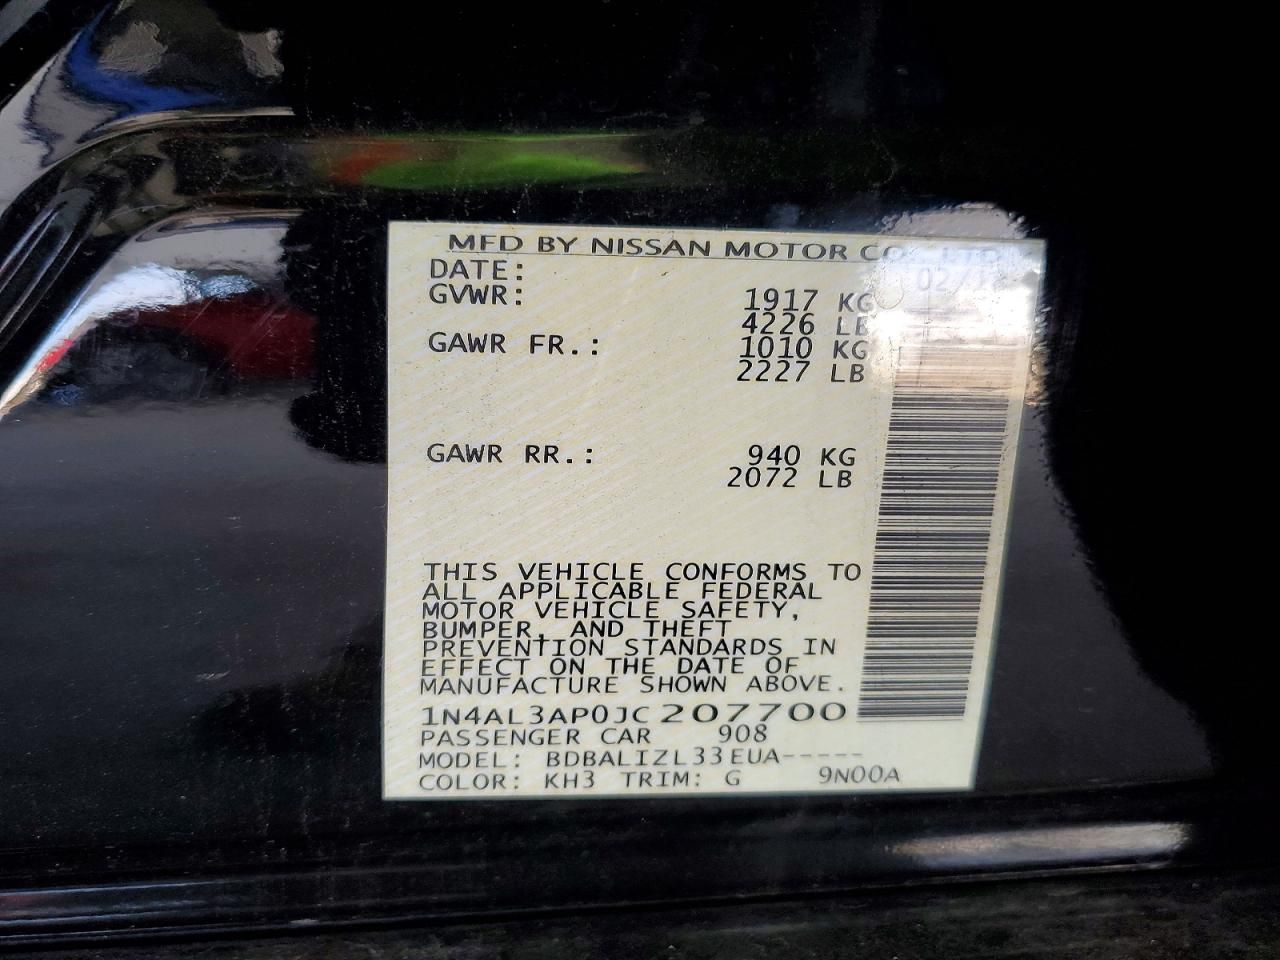 MFD BY NISSAN MOTOR CO., LTD.
DATE: 02/
GVWR: 1917 KG
4226 LB
GAWR FR.: 1010 KG
2227 LB
GAWR RR.: 940 KG
2072 LB
THIS VEHICLE CONFORMS TO
ALL APPLICABLE FEDERAL
MOTOR VEHICLE SAFETY,
BUMPER, AND THEFT
PREVENTION STANDARDS IN
EFFECT ON THE DATE OF
MANUFACTURE SHOWN ABOVE.
1N4AL3AP0JC207700
PASSENGER CAR 908
MODEL: BDBALIZL33EUA-----
COLOR: KH3 TRIM: G 9N00A